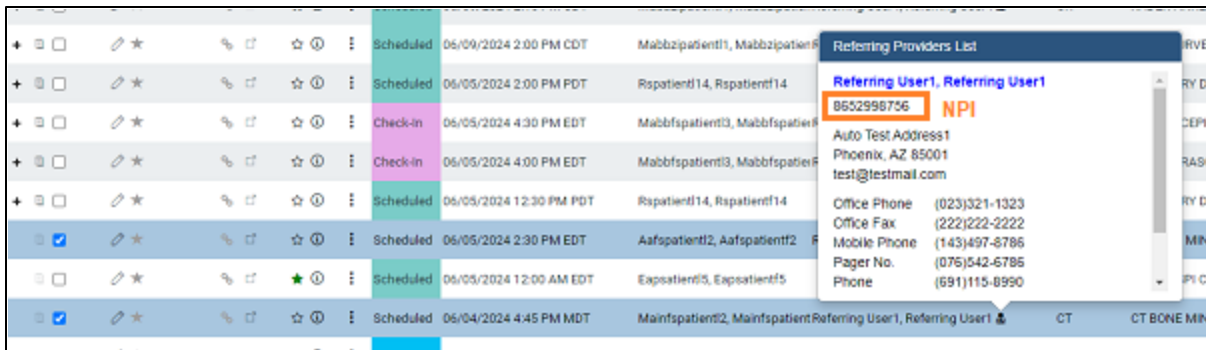 Scheduled 06/09/2024 2:00 PM CDT Mabbzipatientl1, Mabbzipatien
Referring Providers List
Scheduled 06/05/2024 2:00 PM PDT Rspatientl14, Rspatientf14
Referring User1, Referring User1
8652998756 NPI
Check-In 06/05/2024 4:30 PM EDT Mabbfspatientl3, Mabbfspatien
Auto Test Address1
Phoenix, AZ 85001
Check-In 06/05/2024 4:00 PM EDT Mabbfspatientl3, Mabbfspatien
test@testmail.com
Scheduled 06/05/2024 12:30 PM PDT Rspatientl14, Rspatientf14
Office Phone (023)321-1323
Office Fax (222)222-2222
Scheduled 06/05/2024 2:30 PM EDT Aafspatientl2, Aafspatientf2
Mobile Phone (143)497-8786
Pager No. (076)542-6786
Scheduled 06/05/2024 12:00 AM EDT Eapsatientl5, Eapsatientf5
Phone (691)115-8990
Scheduled 06/04/2024 4:45 PM MDT Mainfspatientl2, Mainfspatient Referring User1, Referring User1 CT CT BONE MIN